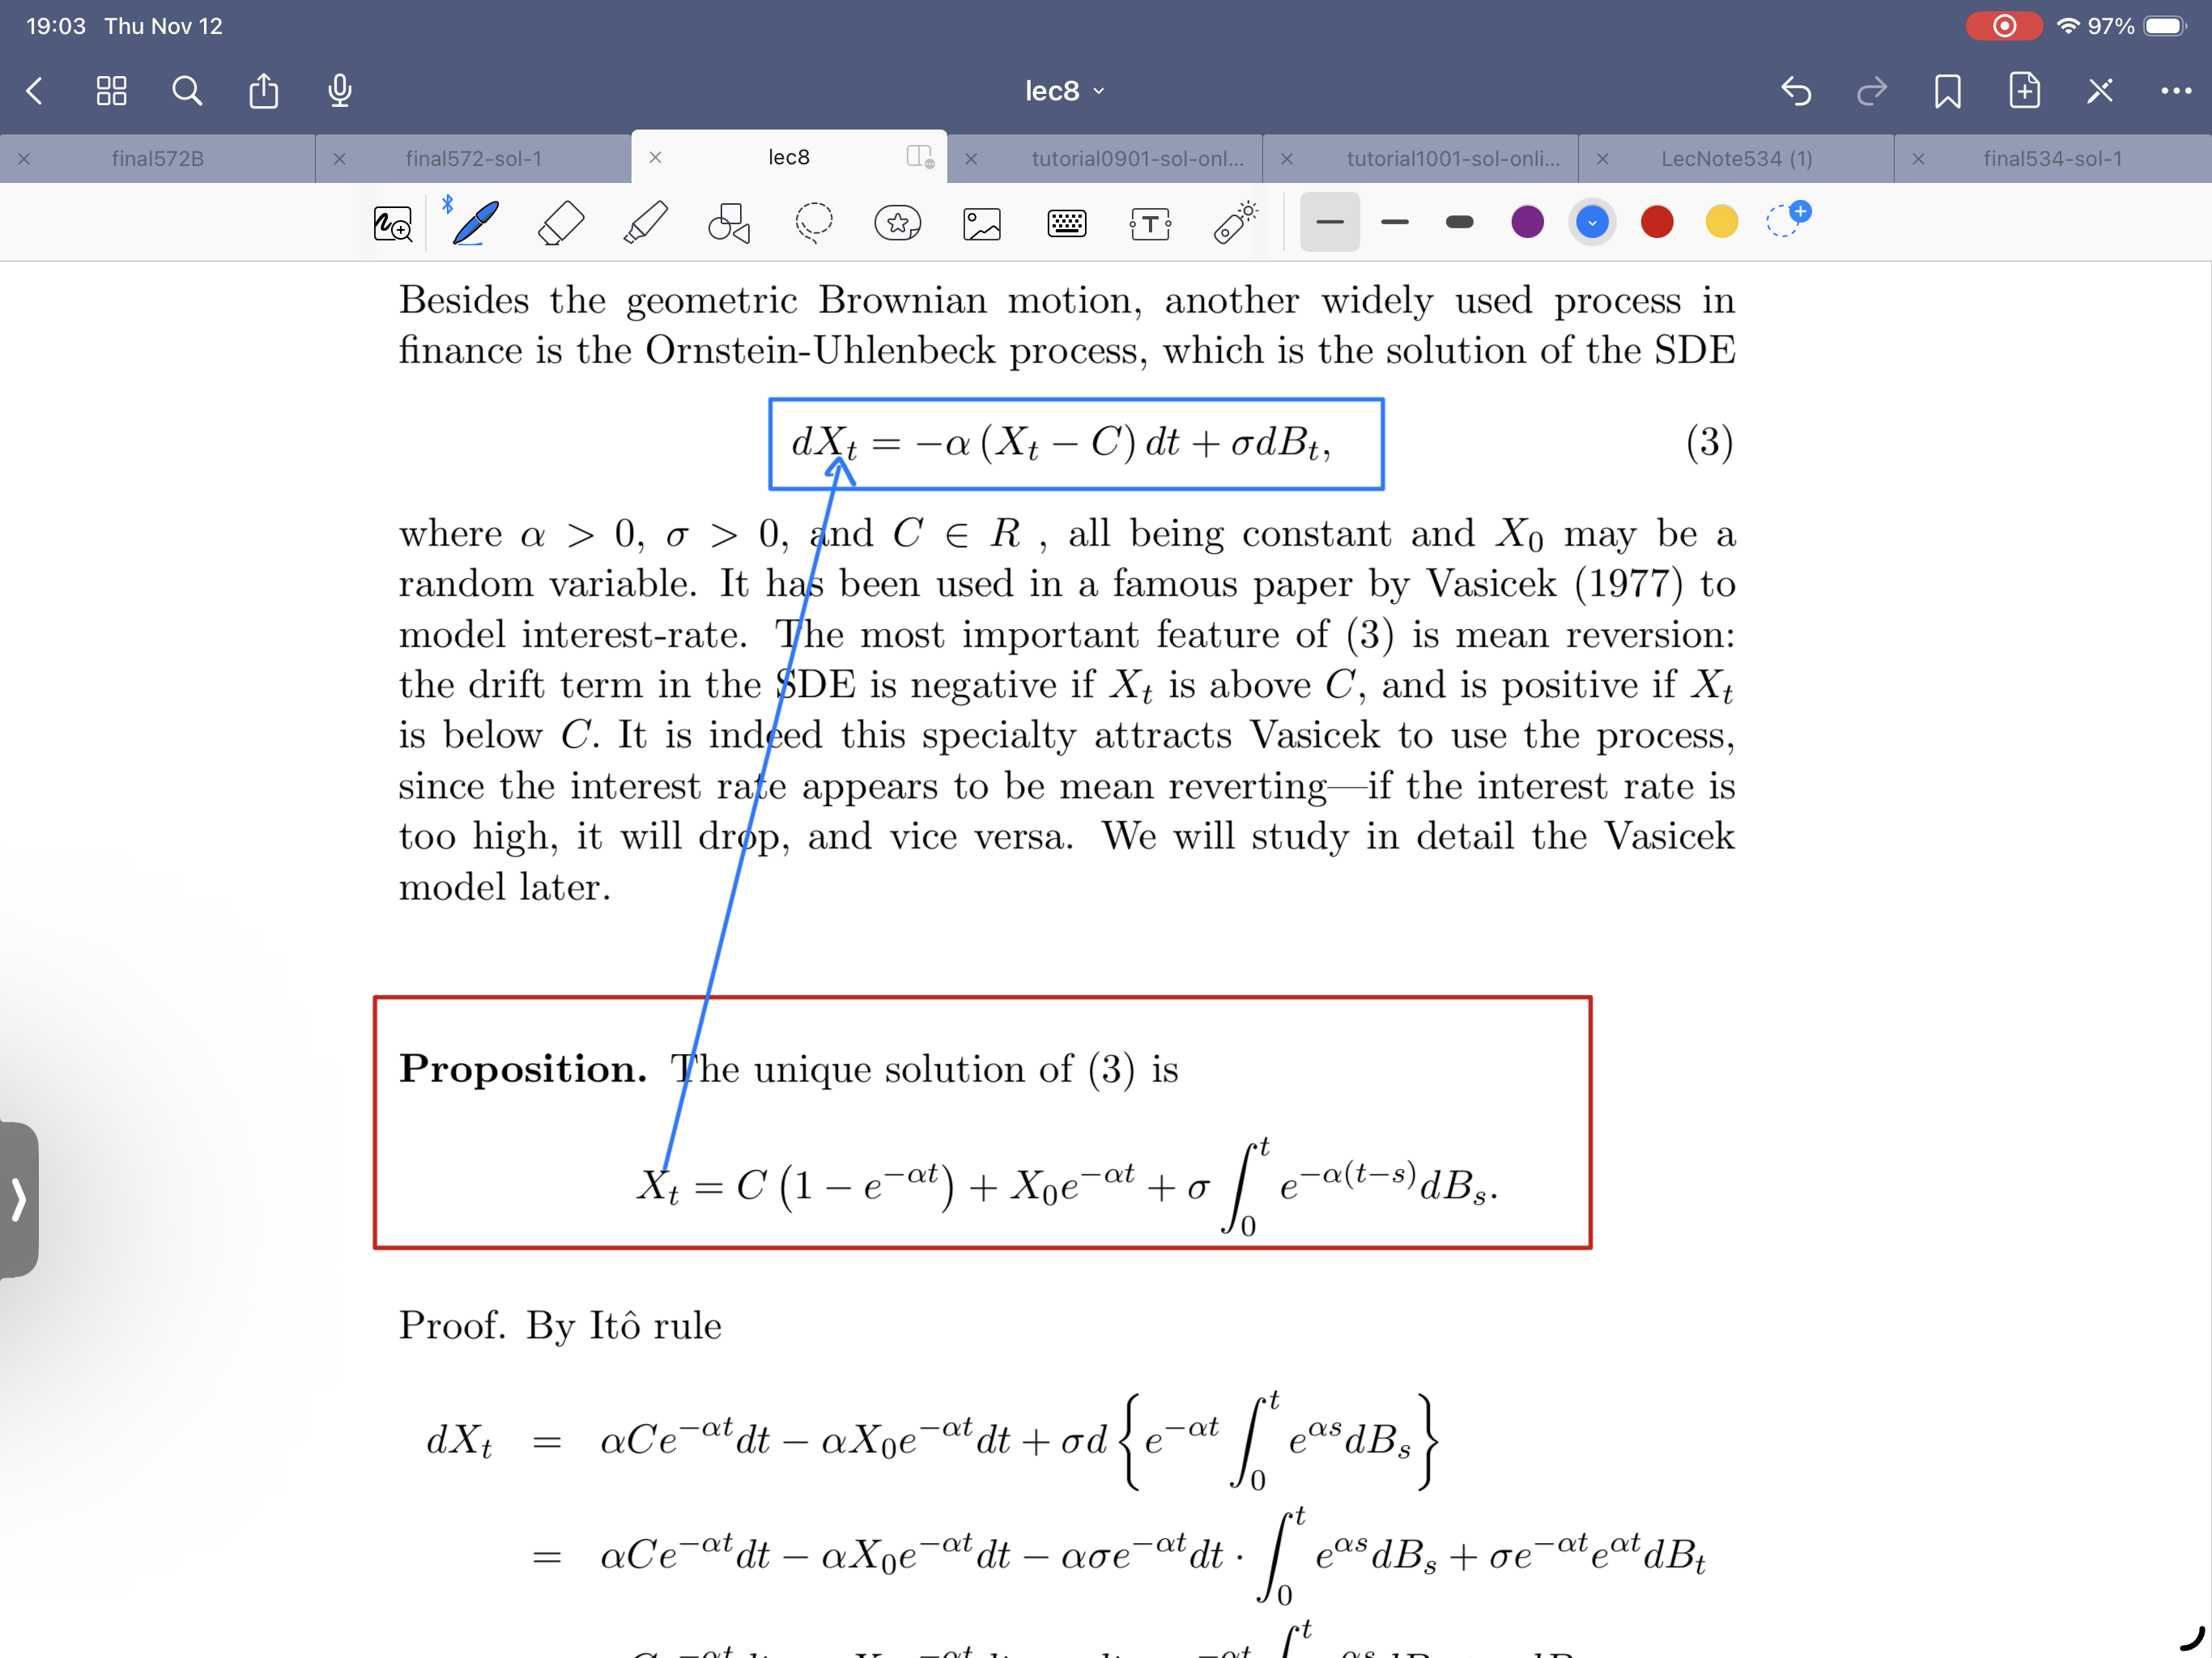 19:03 Thu Nov 12
97%
lec8
final572B
final572-sol-1
lec8
tutorial0901-sol-onl...
tutorial1001-sol-onli...
LecNote534 (1)
final534-sol-1
Besides the geometric Brownian motion, another widely used process in
finance is the Ornstein-Uhlenbeck process, which is the solution of the SDE
dX_t = −α (X_t − C) dt + σdB_t, (3)
where α > 0, σ > 0, and C ∈ R , all being constant and X_0 may be a
random variable. It has been used in a famous paper by Vasicek (1977) to
model interest-rate. The most important feature of (3) is mean reversion:
the drift term in the SDE is negative if X_t is above C, and is positive if X_t
is below C. It is indeed this specialty attracts Vasicek to use the process,
since the interest rate appears to be mean reverting—if the interest rate is
too high, it will drop, and vice versa. We will study in detail the Vasicek
model later.
Proposition. The unique solution of (3) is
X_t = C (1 − e^{−αt}) + X_0e^{−αt} + σ ∫_0^t e^{−α(t−s)}dB_s.
Proof. By Itô rule
dX_t = αCe^{−αt}dt − αX_0e^{−αt}dt + σd {e^{−αt} ∫_0^t e^{αs}dB_s}
= αCe^{−αt}dt − αX_0e^{−αt}dt − ασe^{−αt}dt · ∫_0^t e^{αs}dB_s + σe^{−αt}e^{αt}dB_t